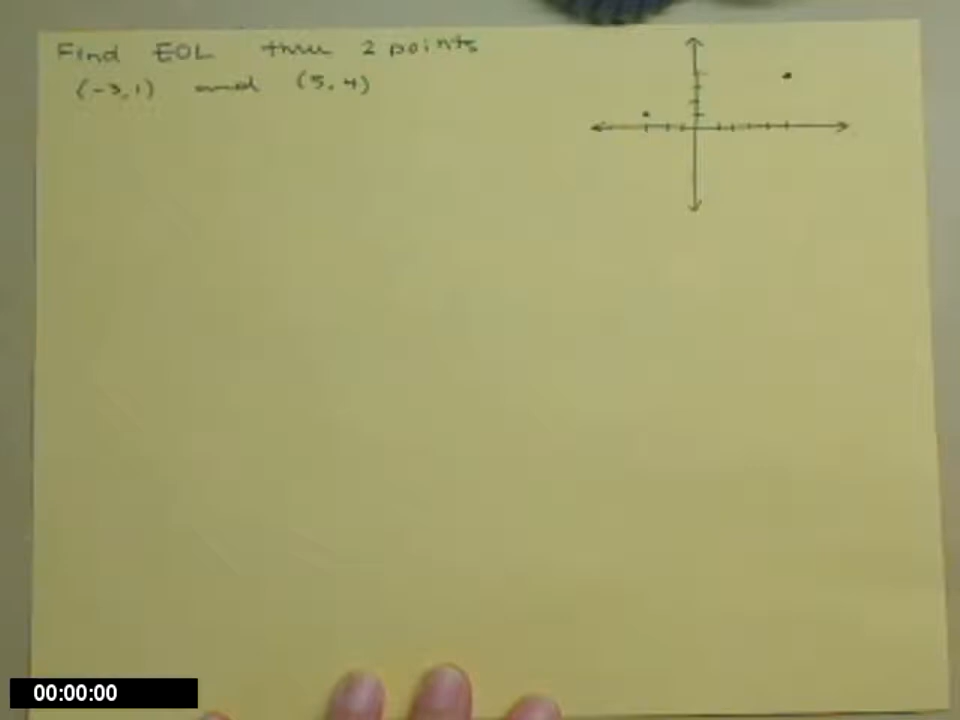 Find EOL thru 2 points
(-3,1) and (5,4)
00:00:00